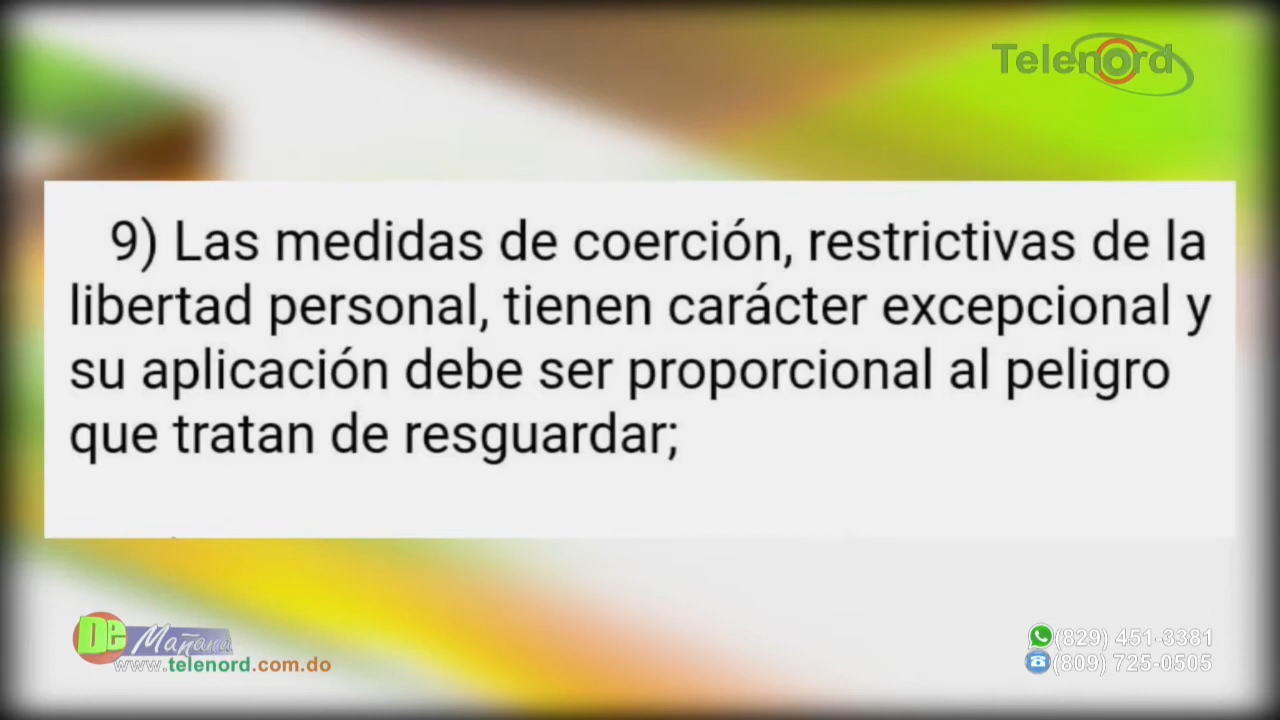 Telenord
9) Las medidas de coerción, restrictivas de la
libertad personal, tienen carácter excepcional y
su aplicación debe ser proporcional al peligro
que tratan de resguardar;
De Mañana
www.telenord.com.do
(829) 451-3381
(809) 725-0505